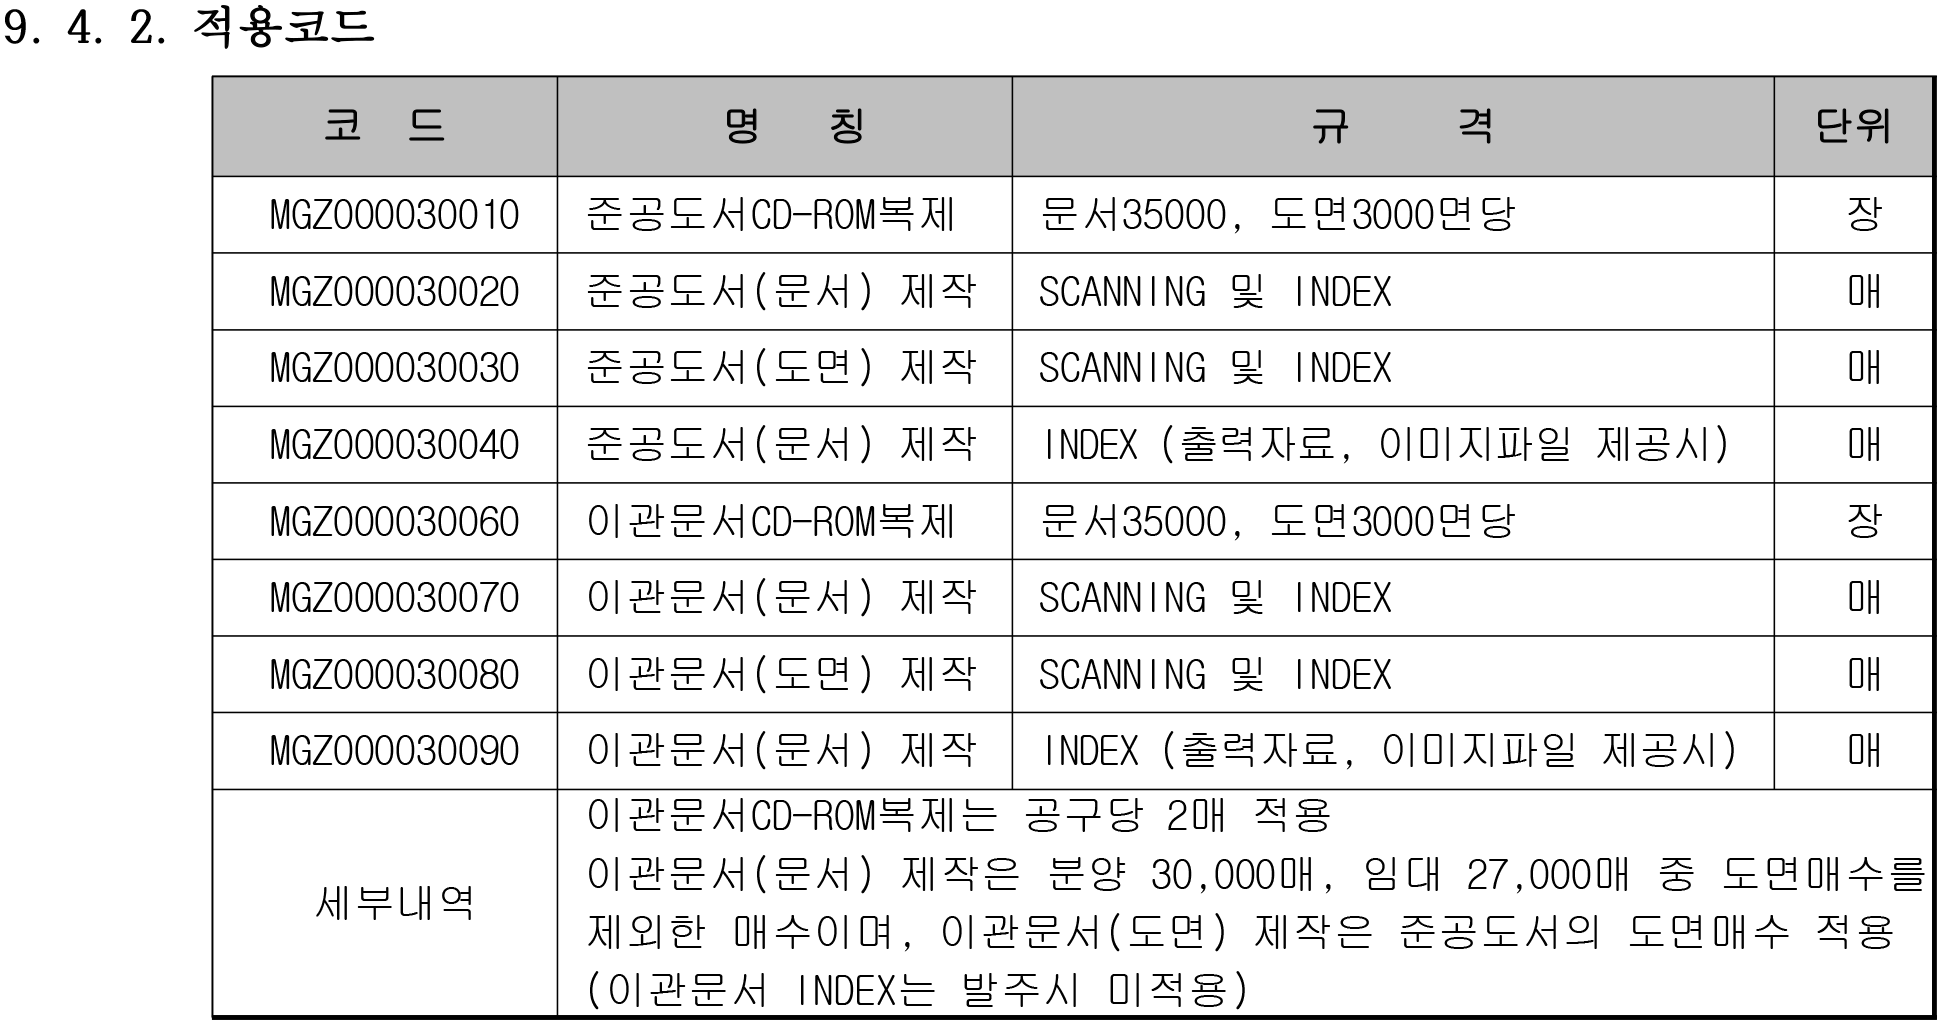 9. 4. 2. 적용코드
코 드 명 칭 규 격 단위
MGZ000030010 준공도서CD-ROM복제 문서35000, 도면3000면당 장
MGZ000030020 준공도서(문서) 제작 SCANNING 및 INDEX 매
MGZ000030030 준공도서(도면) 제작 SCANNING 및 INDEX 매
MGZ000030040 준공도서(문서) 제작 INDEX (출력자료, 이미지파일 제공시) 매
MGZ000030060 이관문서CD-ROM복제 문서35000, 도면3000면당 장
MGZ000030070 이관문서(문서) 제작 SCANNING 및 INDEX 매
MGZ000030080 이관문서(도면) 제작 SCANNING 및 INDEX 매
MGZ000030090 이관문서(문서) 제작 INDEX (출력자료, 이미지파일 제공시) 매
세부내역
이관문서CD-ROM복제는 공구당 2매 적용
이관문서(문서) 제작은 분양 30,000매, 임대 27,000매 중 도면매수를
제외한 매수이며, 이관문서(도면) 제작은 준공도서의 도면매수 적용
(이관문서 INDEX는 발주시 미적용)